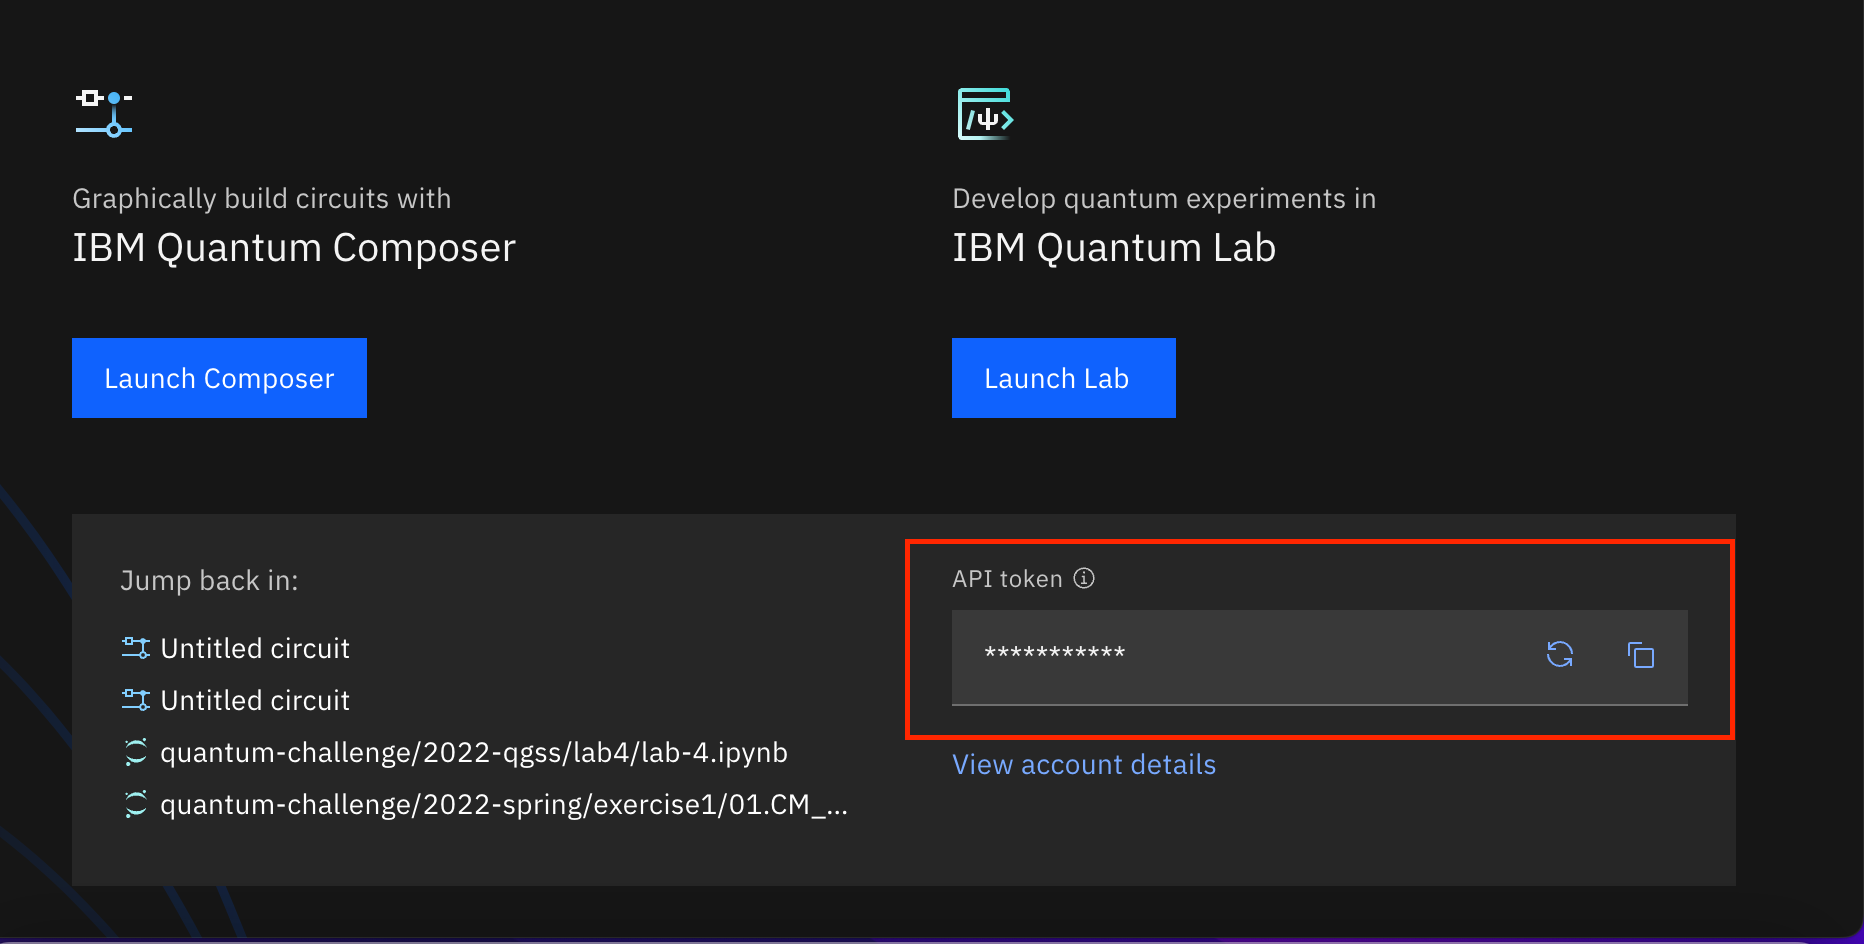 Graphically build circuits with
IBM Quantum Composer
Launch Composer
Develop quantum experiments in
IBM Quantum Lab
Launch Lab
Jump back in:
Untitled circuit
Untitled circuit
quantum-challenge/2022-qgss/lab4/lab-4.ipynb
quantum-challenge/2022-spring/exercise1/01.CM_...
API token
***********
View account details